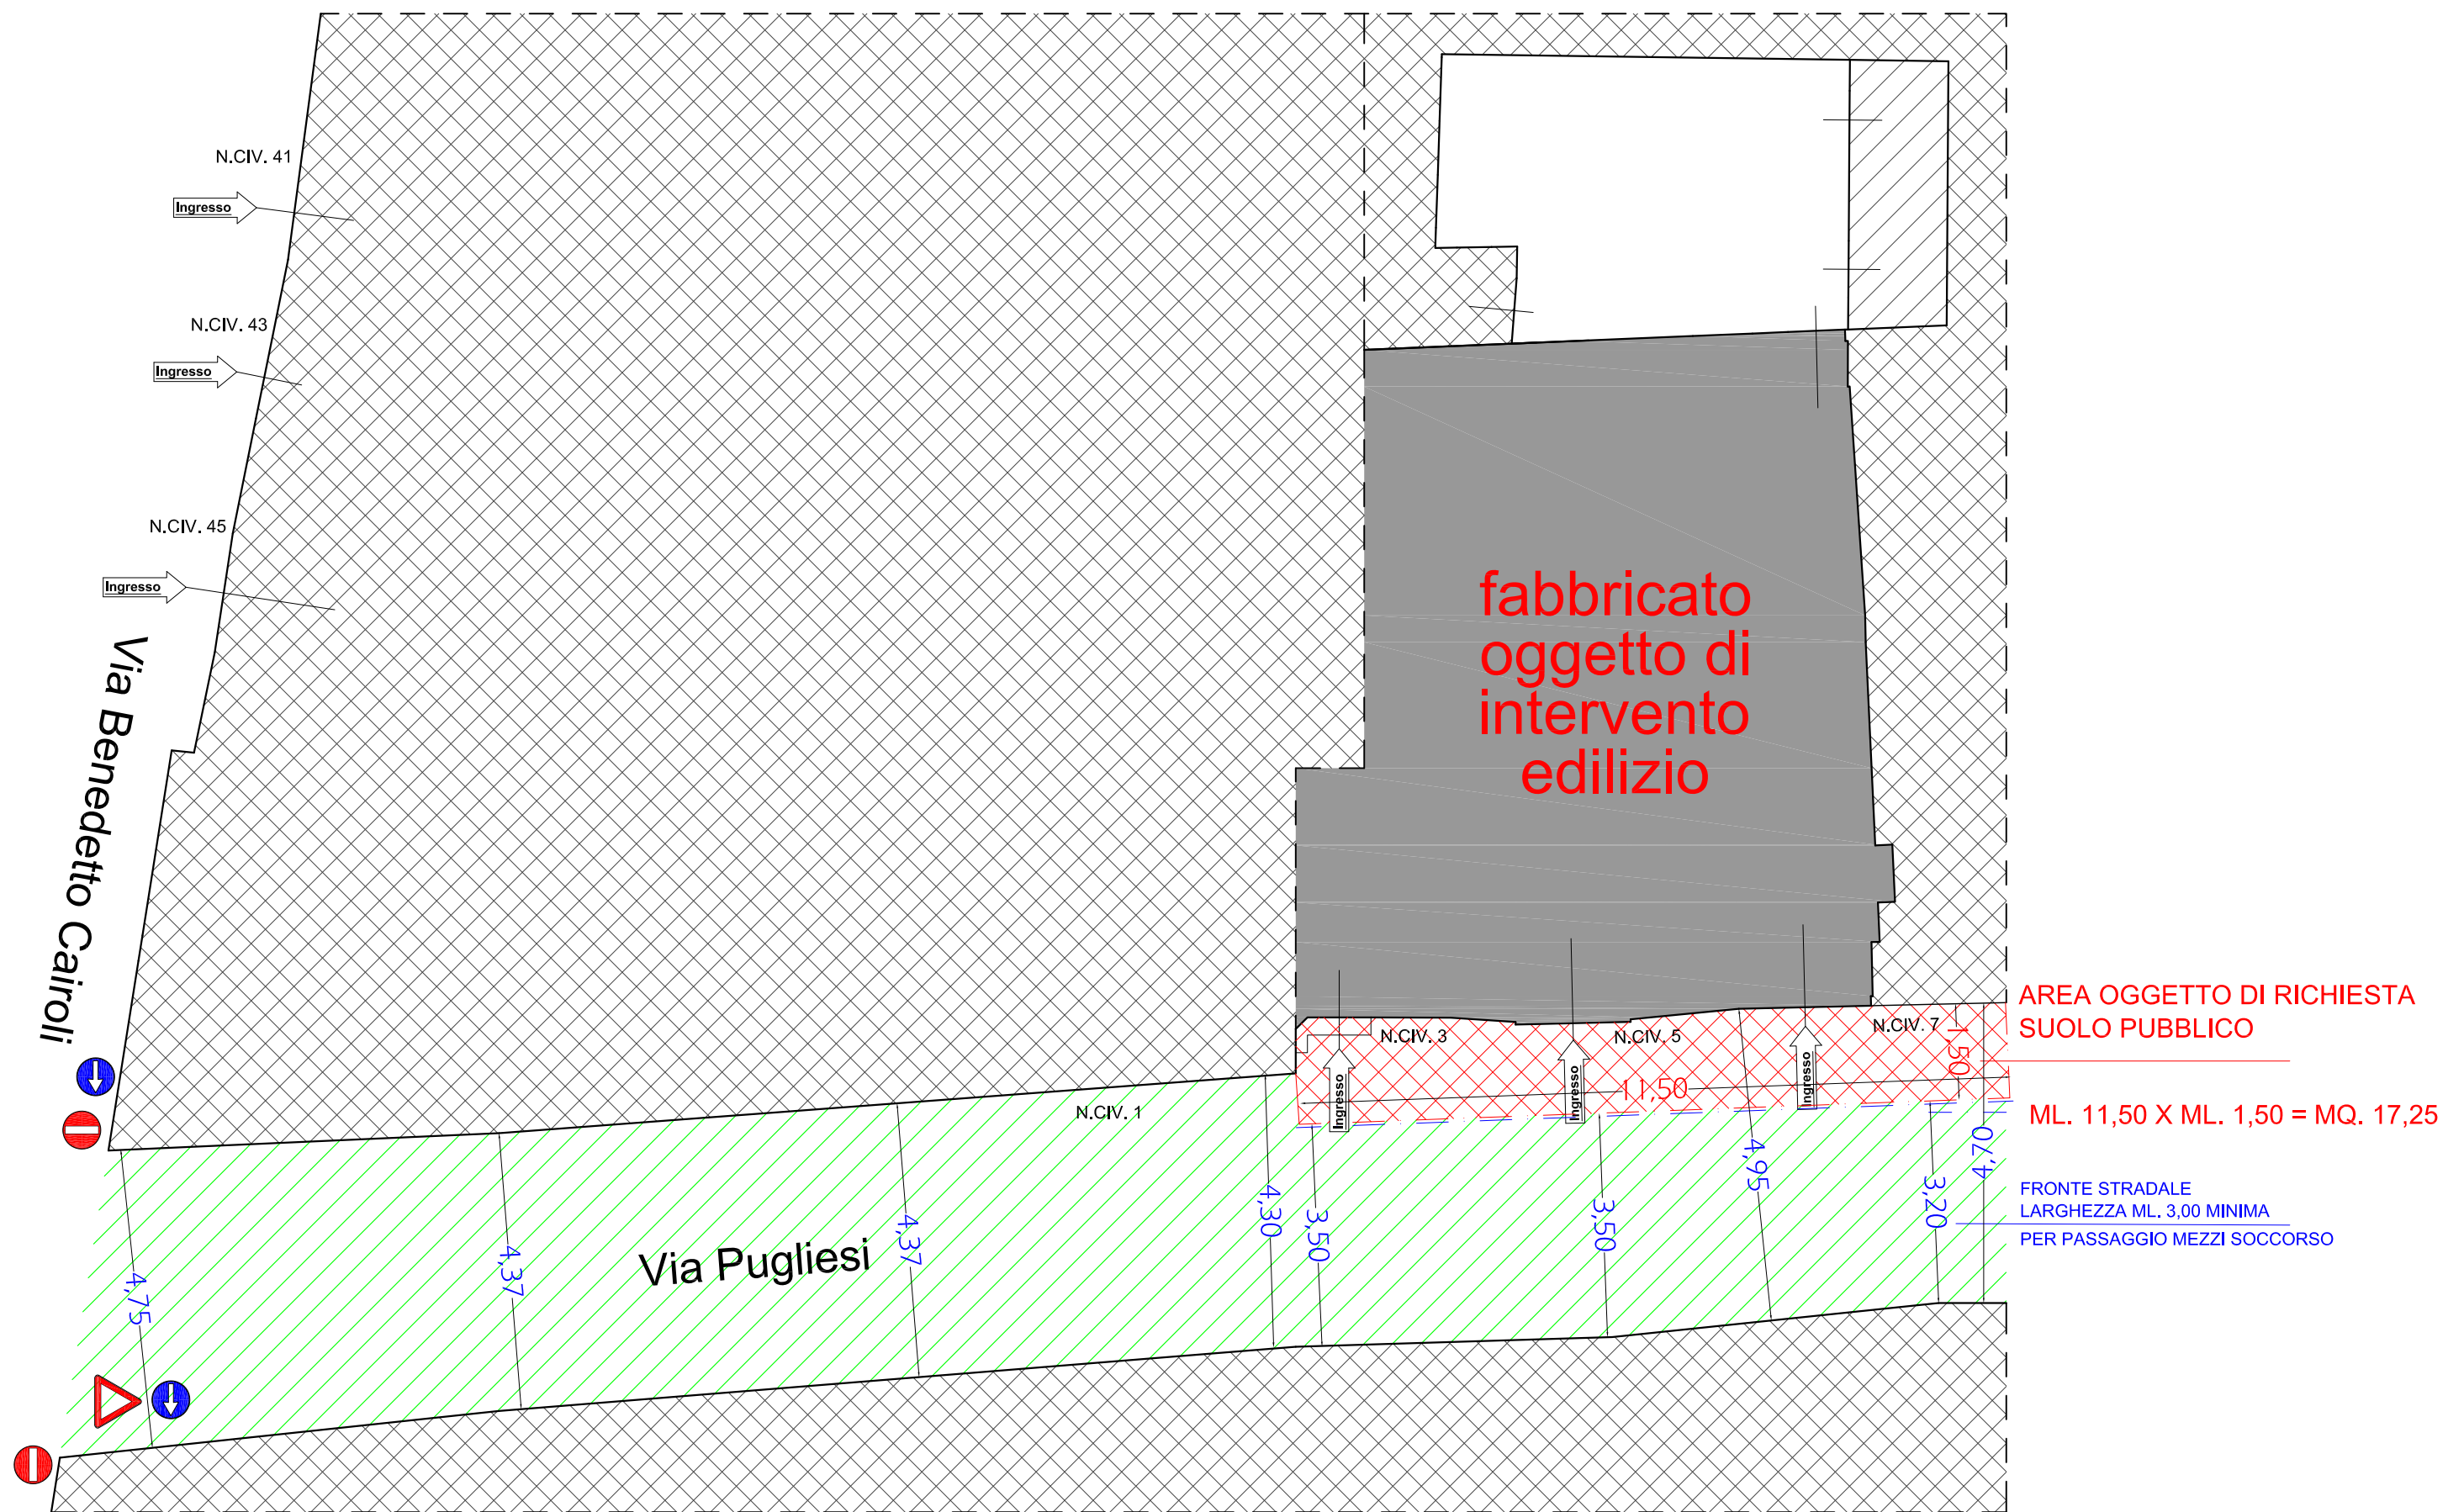 N.CIV. 41
Ingresso
N.CIV. 43
Ingresso
N.CIV. 45
Ingresso
Via Benedetto Cairoli
fabbricato
oggetto di
intervento
edilizio
AREA OGGETTO DI RICHIESTA
SUOLO PUBBLICO
ML. 11,50 X ML. 1,50 = MQ. 17,25
FRONTE STRADALE
LARGHEZZA ML. 3,00 MINIMA
PER PASSAGGIO MEZZI SOCCORSO
N.CIV. 3
N.CIV. 5
N.CIV. 7
1,50
Ingresso
Ingresso
Ingresso
11,50
N.CIV. 1
Via Pugliesi
4,75
4,37
4,37
4,30
3,50
3,50
4,95
3,20
4,70